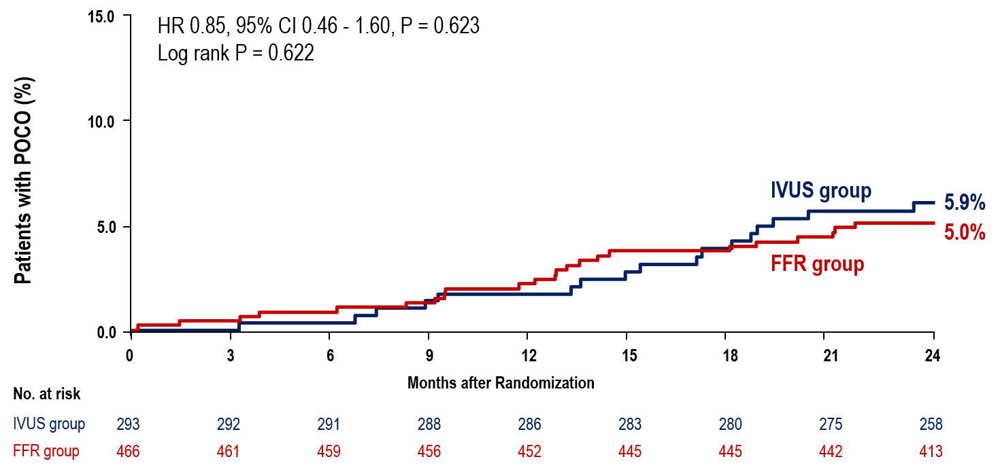 HR 0.85, 95% CI 0.46 - 1.60, P = 0.623
Log rank P = 0.622
Patients with POCO (%)
15.0
10.0
5.0
0.0
IVUS group
5.9%
5.0%
FFR group
0 3 6 9 12 15 18 21 24
Months after Randomization
No. at risk
IVUS group 293 292 291 288 286 283 280 275 258
FFR group 466 461 459 456 452 445 445 442 413